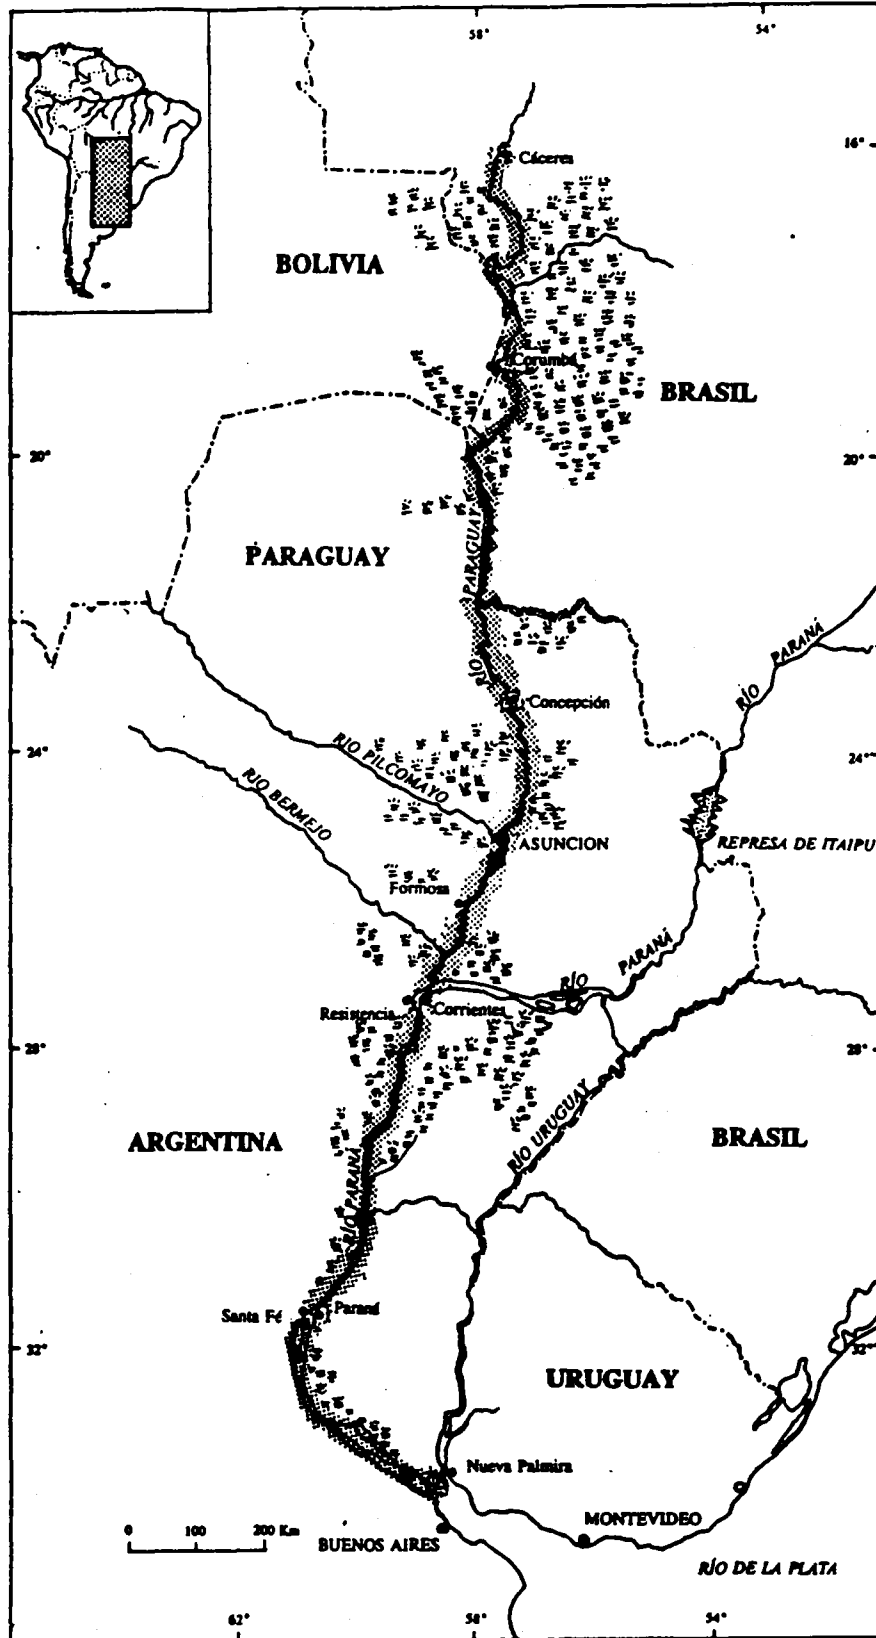 58° 54°
16°
Cáceres
BOLIVIA
Corumbá
BRASIL
20° 20°
PARAGUAY
RÍO PARAGUAY
RÍO PARANÁ
Concepción
24° 24°
RIO PILCOMAYO
RIO BERMEJO
ASUNCION
REPRESA DE ITAIPU
Formosa
RÍO PARANÁ
Resistencia
Corrientes
28° 28°
ARGENTINA
RÍO URUGUAY
BRASIL
RÍO PARANÁ
Santa Fé
Paraná
32° 32°
URUGUAY
Nueva Palmira
0 100 200 Km
MONTEVIDEO
BUENOS AIRES
RÍO DE LA PLATA
62° 58° 54°